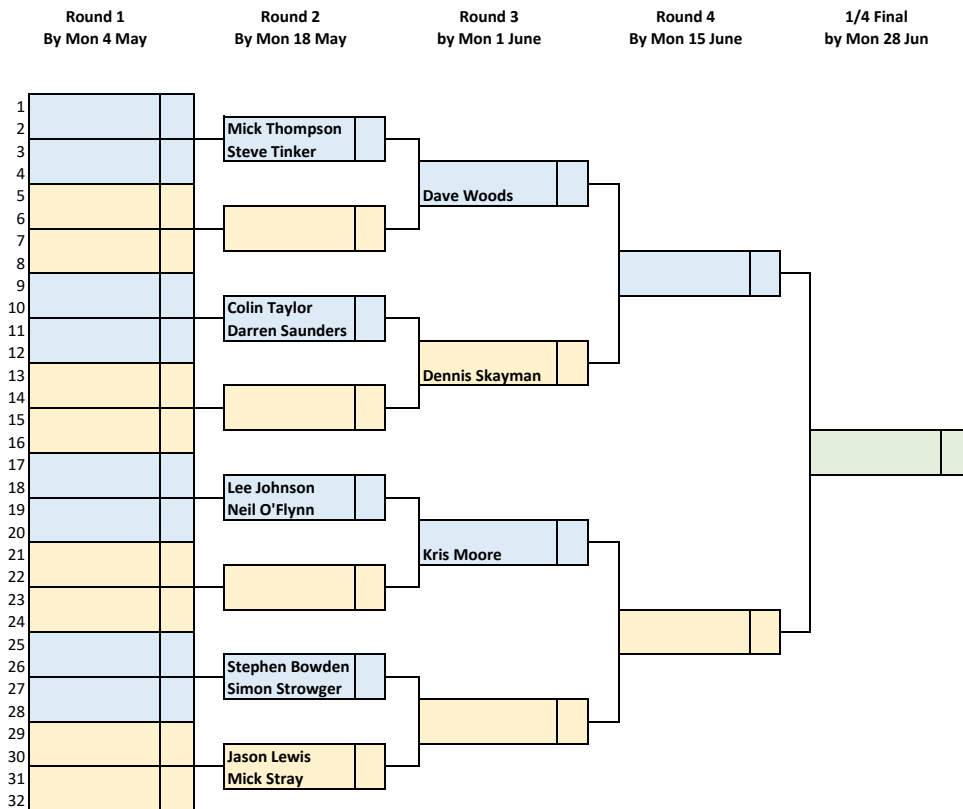 Round 1
By Mon 4 May
Round 2
By Mon 18 May
Round 3
by Mon 1 June
Round 4
By Mon 15 June
1/4 Final
by Mon 28 Jun
1
2
3
4
5
6
7
8
9
10
11
12
13
14
15
16
17
18
19
20
21
22
23
24
25
26
27
28
29
30
31
32
Mick Thompson
Steve Tinker
Colin Taylor
Darren Saunders
Lee Johnson
Neil O'Flynn
Stephen Bowden
Simon Strowger
Jason Lewis
Mick Stray
Dave Woods
Dennis Skayman
Kris Moore